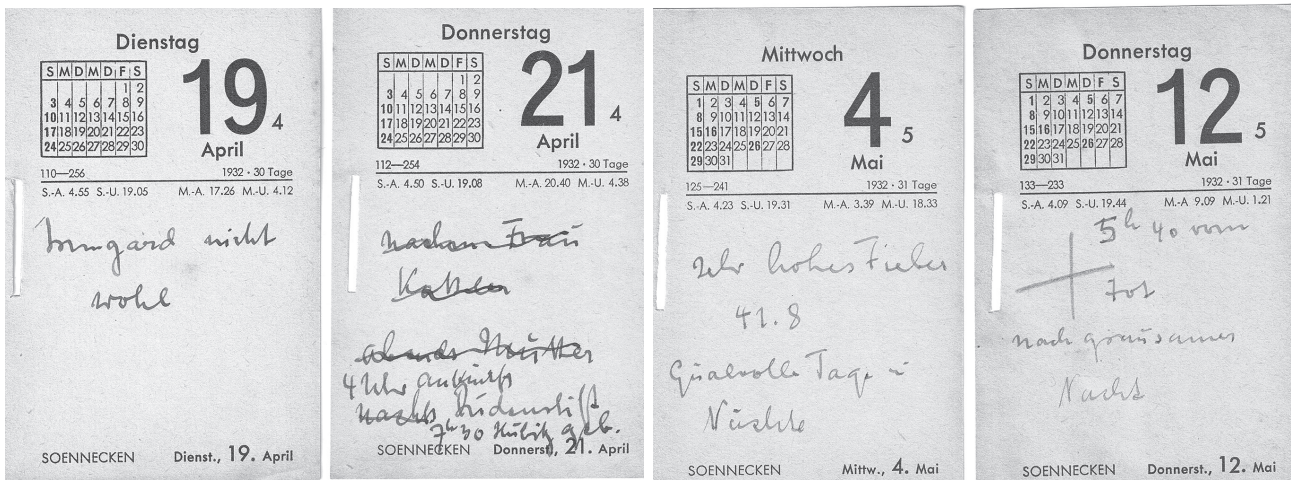 Dienstag
S M D M D F S
1 2
3 4 5 6 7 8 9
10 11 12 13 14 15 16
17 18 19 20 21 22 23
24 25 26 27 28 29 30
19 4
April
110—256 1932 · 30 Tage
S.-A. 4.55 S.-U. 19.05 M.-A. 17.26 M.-U. 4.12
Irmgard nicht
wohl
SOENNECKEN Dienst., 19. April
Donnerstag
S M D M D F S
1 2
3 4 5 6 7 8 9
10 11 12 13 14 15 16
17 18 19 20 21 22 23
24 25 26 27 28 29 30
21 4
April
112—254 1932 · 30 Tage
S.-A. 4.50 S.-U. 19.08 M.-A. 20.40 M.-U. 4.38
nachm Frau
abends Mutter
4 Uhr Ankunft
nachts
7h 30 geb.
SOENNECKEN Donnerst., 21. April
Mittwoch
S M D M D F S
1 2 3 4 5 6 7
8 9 10 11 12 13 14
15 16 17 18 19 20 21
22 23 24 25 26 27 28
29 30 31
4 5
Mai
125—241 1932 · 31 Tage
S.-A. 4.23 S.-U. 19.31 M.-A. 3.39 M.-U. 18.33
sehr hohes Fieber
41.8
Qualvolle Tage u
Nächte
SOENNECKEN Mittw., 4. Mai
Donnerstag
S M D M D F S
1 2 3 4 5 6 7
8 9 10 11 12 13 14
15 16 17 18 19 20 21
22 23 24 25 26 27 28
29 30 31
12 5
Mai
133—233 1932 · 31 Tage
S.-A. 4.09 S.-U. 19.44 M.-A 9.09 M.-U. 1.21
5h 40 vorm
Tot
nach grausamer
Nacht
SOENNECKEN Donnerst., 12. Mai